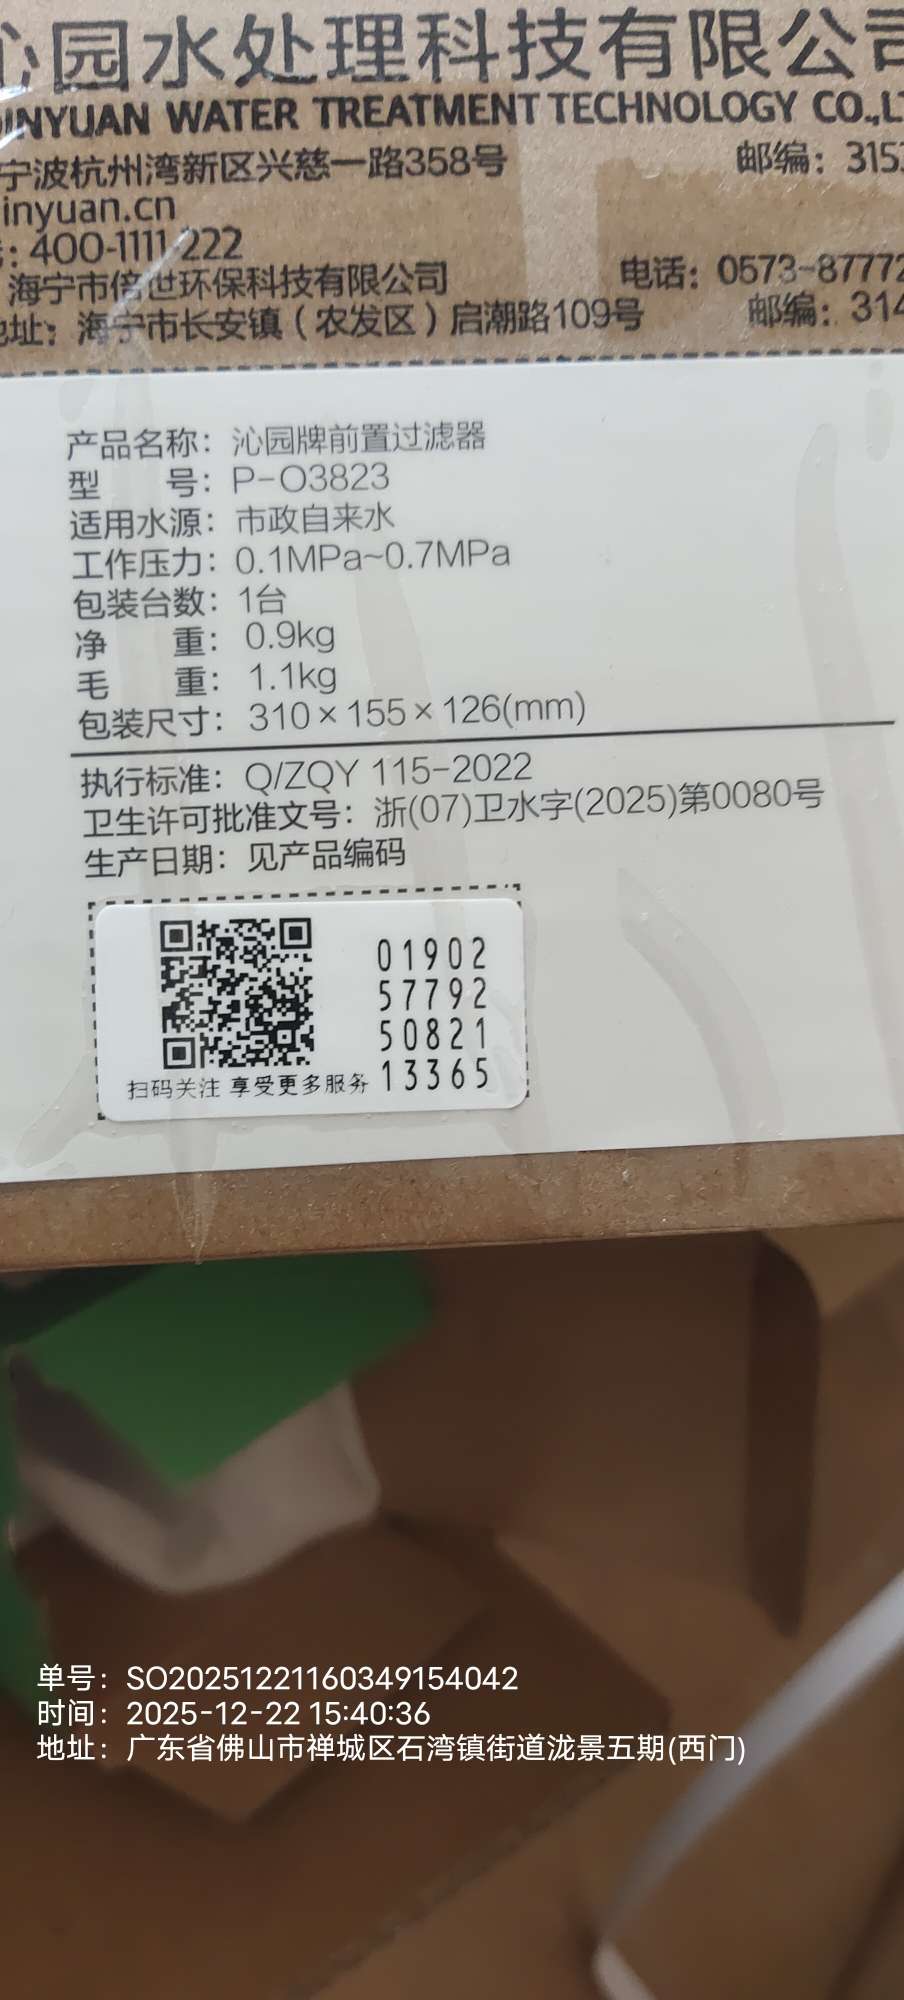 沁园水处理科技有限公司
QINYUAN WATER TREATMENT TECHNOLOGY CO.,LT
宁波杭州湾新区兴慈一路358号 邮编：315
inyuan.cn
：400-1111 222
海宁市倍世环保科技有限公司 电话：0573-87772
地址：海宁市长安镇（农发区）启潮路109号 邮编：314
产品名称：沁园牌前置过滤器
型 号：P-O3823
适用水源：市政自来水
工作压力：0.1MPa~0.7MPa
包装台数：1台
净 重：0.9kg
毛 重：1.1kg
包装尺寸：310×155×126(mm)
执行标准：Q/ZQY 115-2022
卫生许可批准文号：浙(07)卫水字(2025)第0080号
生产日期：见产品编码
01902
57792
50821
13365
扫码关注 享受更多服务
单号：SO20251221160349154042
时间：2025-12-22 15:40:36
地址：广东省佛山市禅城区石湾镇街道泷景五期(西门)